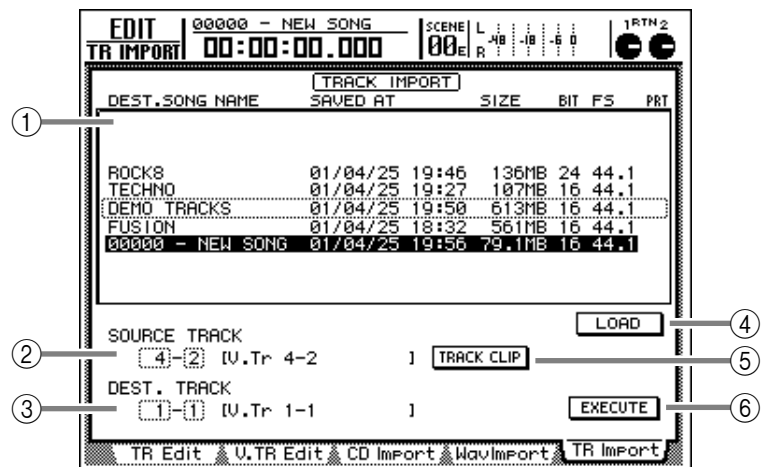 EDIT
TR IMPORT
00000 - NEW SONG
00:00:00.000
SCENE
00E
L
R
-48 -18 -6 0
1 RTN 2
TRACK IMPORT
DEST.SONG NAME SAVED AT SIZE BIT FS PRT
1
ROCK8 01/04/25 19:46 136MB 24 44.1
TECHNO 01/04/25 19:27 107MB 16 44.1
DEMO TRACKS 01/04/25 19:50 613MB 16 44.1
FUSION 01/04/25 18:32 561MB 16 44.1
00000 - NEW SONG 01/04/25 19:56 79.1MB 16 44.1
LOAD
4
SOURCE TRACK
2
4-2 [V.Tr 4-2 ]
TRACK CLIP
5
DEST. TRACK
3
1-1 [V.Tr 1-1 ]
EXECUTE
6
TR Edit V.TR Edit CD Import WavImport TR Import